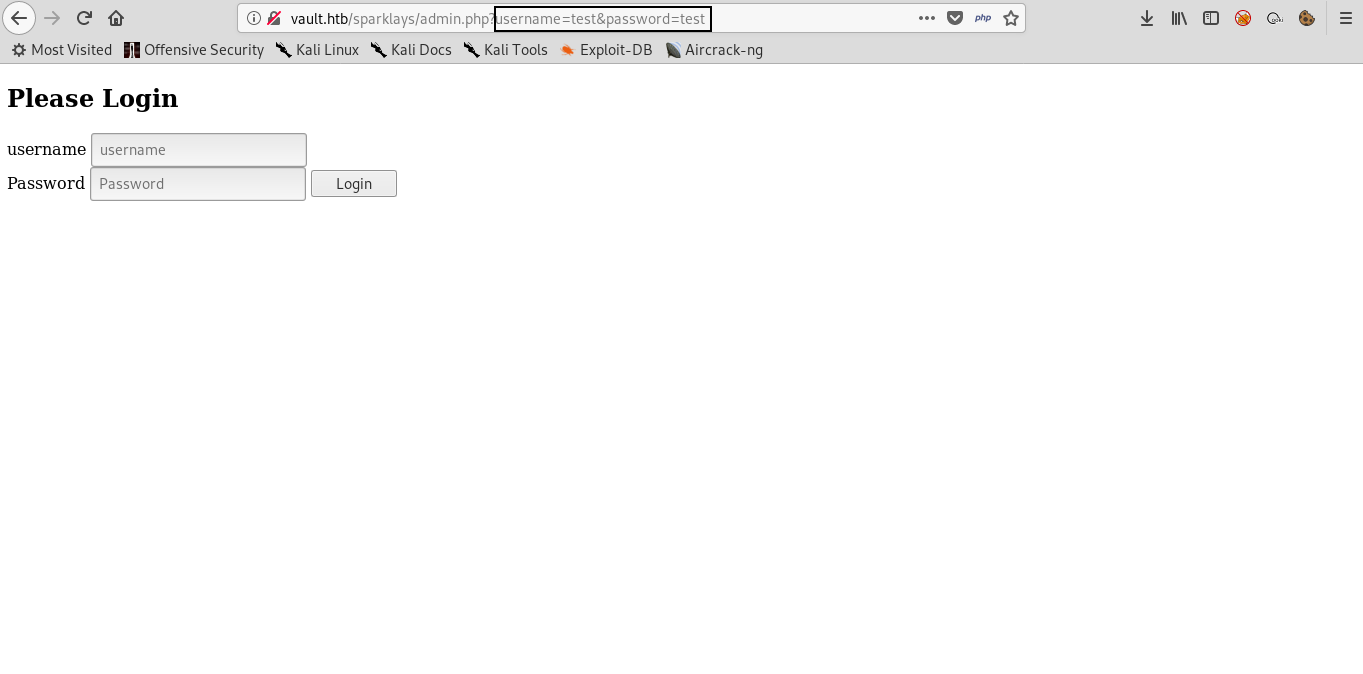 vault.htb/sparklays/admin.php?username=test&password=test php
Most Visited Offensive Security Kali Linux Kali Docs Kali Tools Exploit-DB Aircrack-ng
Please Login
username username
Password Password Login